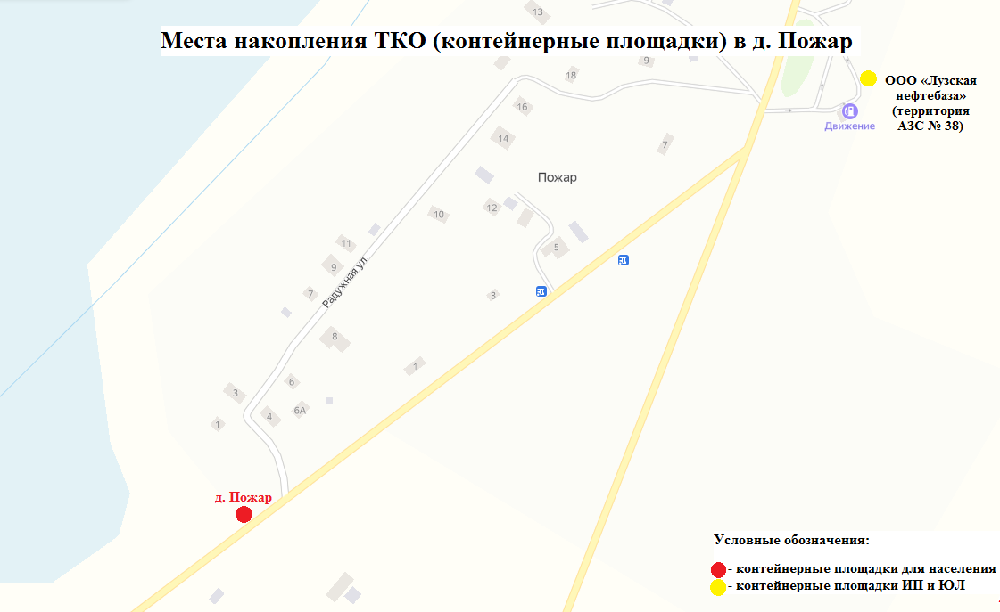 13
Места накопления ТКО (контейнерные площадки) в д. Пожар
9
18
ООО «Лузская
нефтебаза»
(территория
АЗС № 38)
Движение
16
14
7
Пожар
12
10
11
5
9
Радужная ул.
7
3
8
1
6
3
6А
4
1
д. Пожар
Условные обозначения:
- контейнерные площадки для населения
- контейнерные площадки ИП и ЮЛ